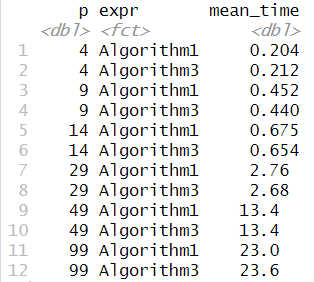 p expr mean_time
<dbl> <fct> <dbl>
1 4 Algorithm1 0.204
2 4 Algorithm3 0.212
3 9 Algorithm1 0.452
4 9 Algorithm3 0.440
5 14 Algorithm1 0.675
6 14 Algorithm3 0.654
7 29 Algorithm1 2.76
8 29 Algorithm3 2.68
9 49 Algorithm1 13.4
10 49 Algorithm3 13.4
11 99 Algorithm1 23.0
12 99 Algorithm3 23.6